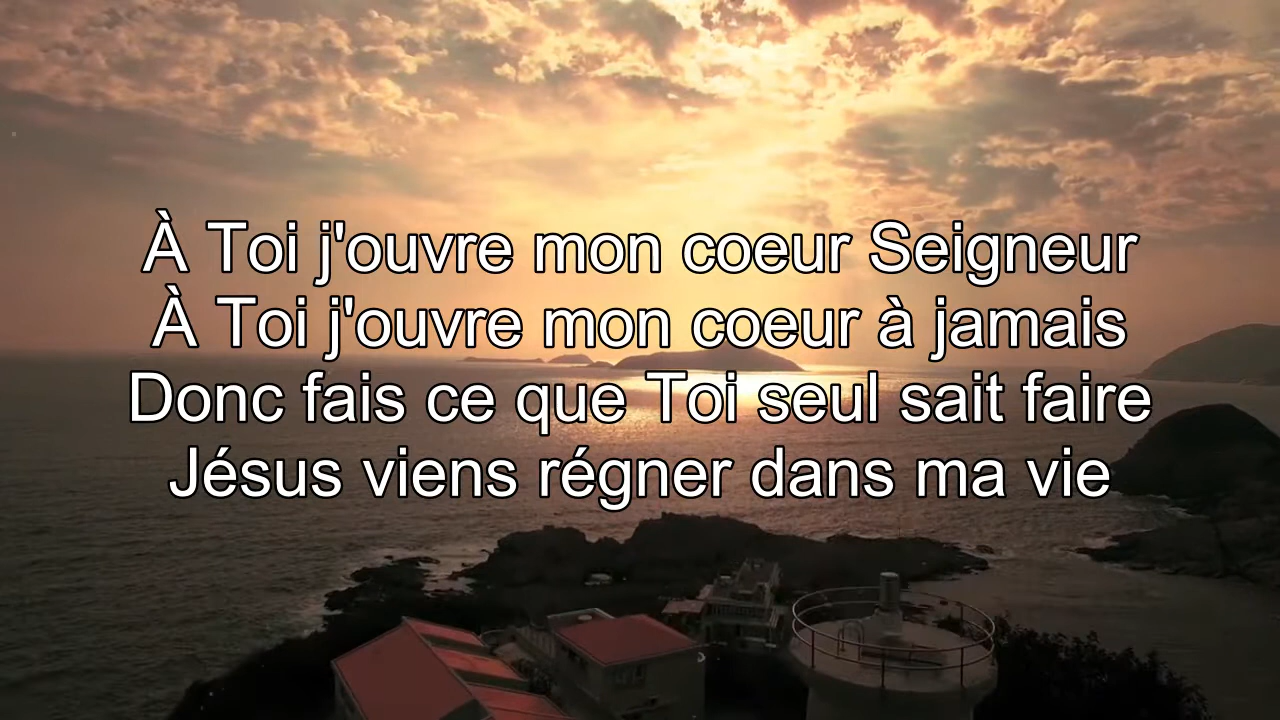 À Toi j'ouvre mon coeur Seigneur
À Toi j'ouvre mon coeur à jamais
Donc fais ce que Toi seul sait faire
Jésus viens régner dans ma vie